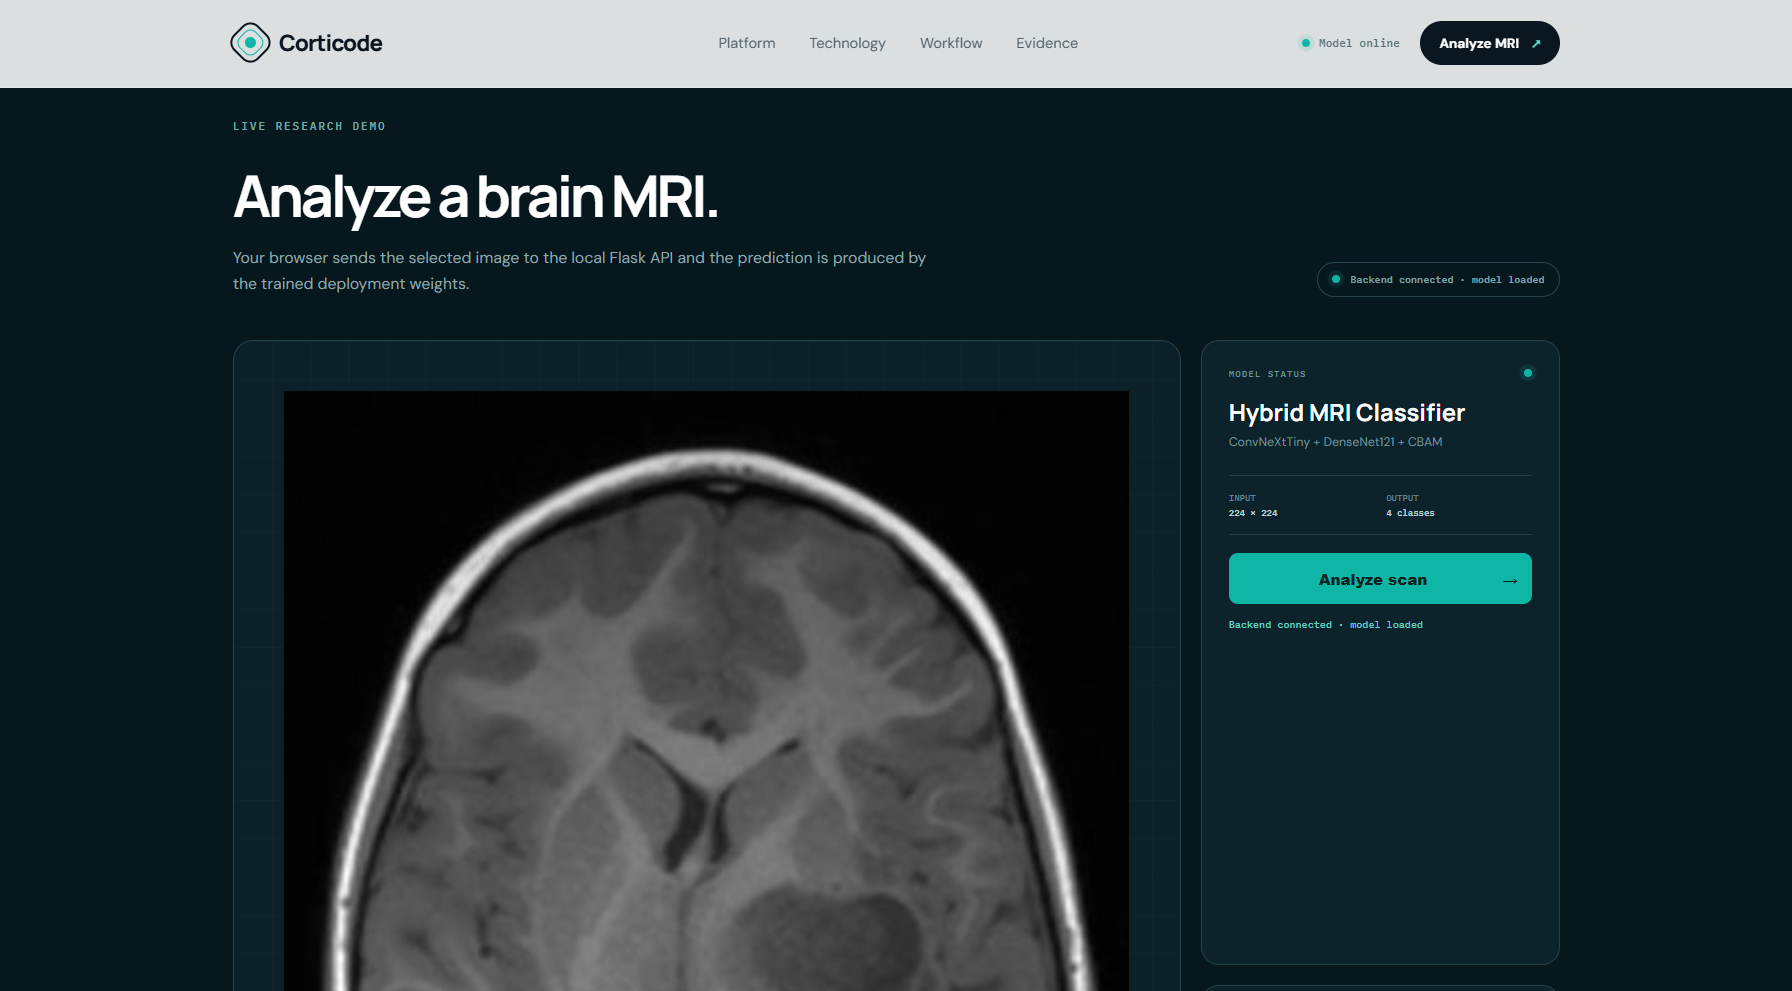 Corticode
Platform
Technology
Workflow
Evidence
Model online
Analyze MRI ↗
LIVE RESEARCH DEMO
Analyze a brain MRI.
Your browser sends the selected image to the local Flask API and the prediction is produced by
the trained deployment weights.
Backend connected · model loaded
MODEL STATUS
Hybrid MRI Classifier
ConvNeXtTiny + DenseNet121 + CBAM
INPUT
224 × 224
OUTPUT
4 classes
Analyze scan →
Backend connected · model loaded